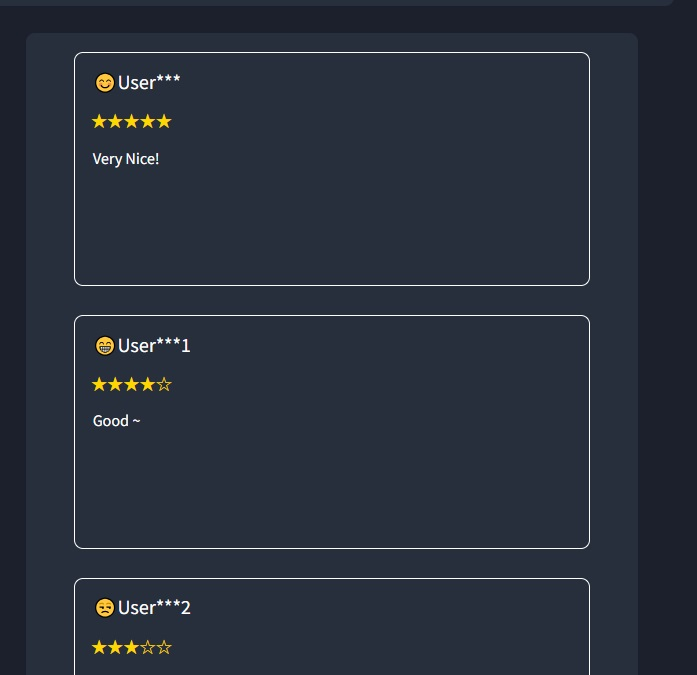 😊User***
★★★★★
Very Nice!
😁User***1
★★★★☆
Good ~
😒User***2
★★★☆☆